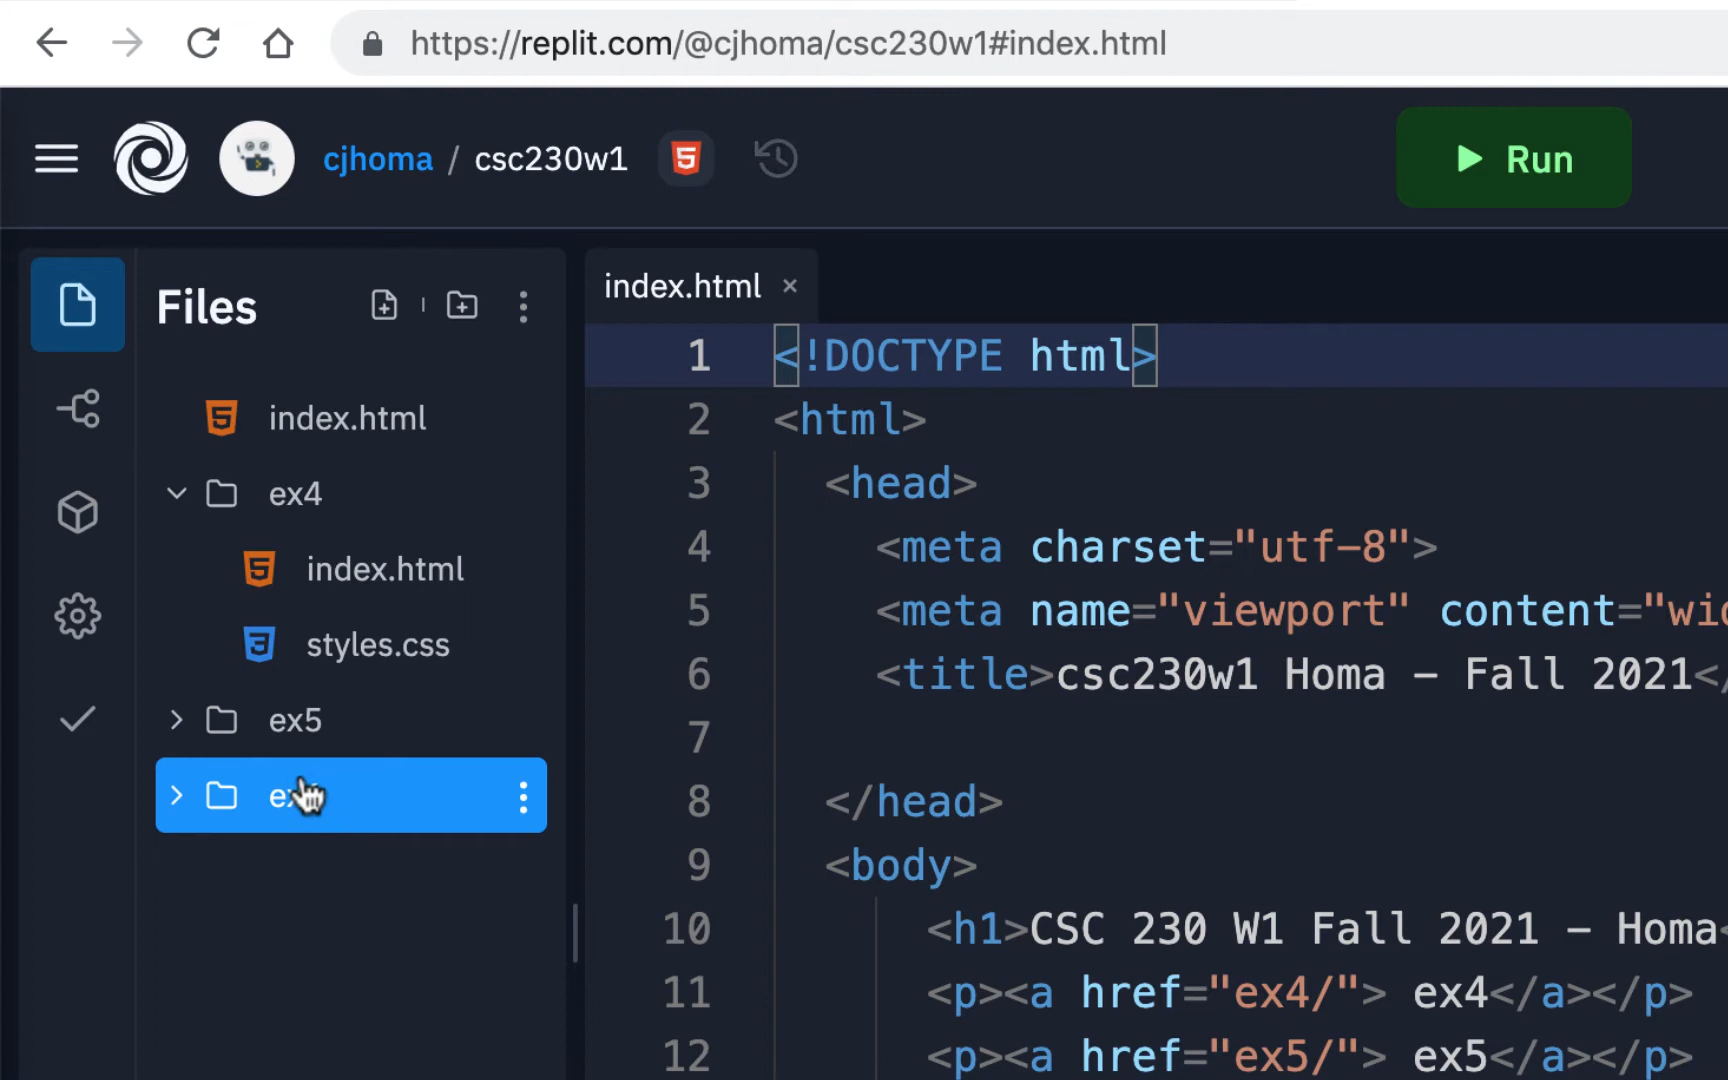 https://replit.com/@cjhoma/csc230w1#index.html
cjhoma / csc230w1
Run
Files
index.html
ex4
index.html
styles.css
ex5
index.html ×
1 <!DOCTYPE html>
2 <html>
3 <head>
4 <meta charset="utf-8">
5 <meta name="viewport" content="wid
6 <title>csc230w1 Homa – Fall 2021</
7
8 </head>
9 <body>
10 <h1>CSC 230 W1 Fall 2021 – Homa<
11 <p><a href="ex4/"> ex4</a></p>
12 <p><a href="ex5/"> ex5</a></p>